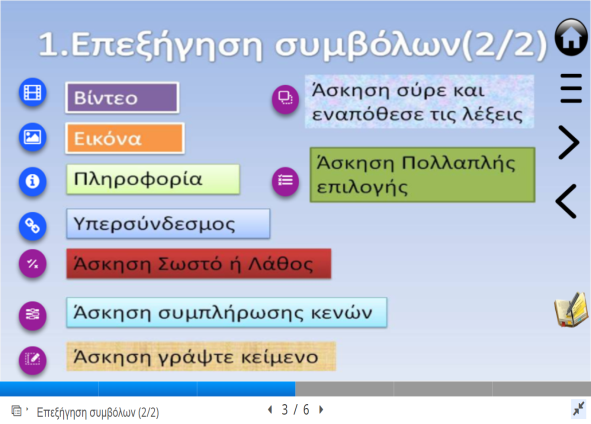 1.Επεξήγηση συμβόλων(2/2)
Βίντεο
Εικόνα
Πληροφορία
Υπερσύνδεσμος
Άσκηση Σωστό ή Λάθος
Άσκηση συμπλήρωσης κενών
Άσκηση γράψτε κείμενο
Άσκηση σύρε και
εναπόθεσε τις λέξεις
Άσκηση Πολλαπλής
επιλογής
Επεξήγηση συμβόλων (2/2)
3 / 6